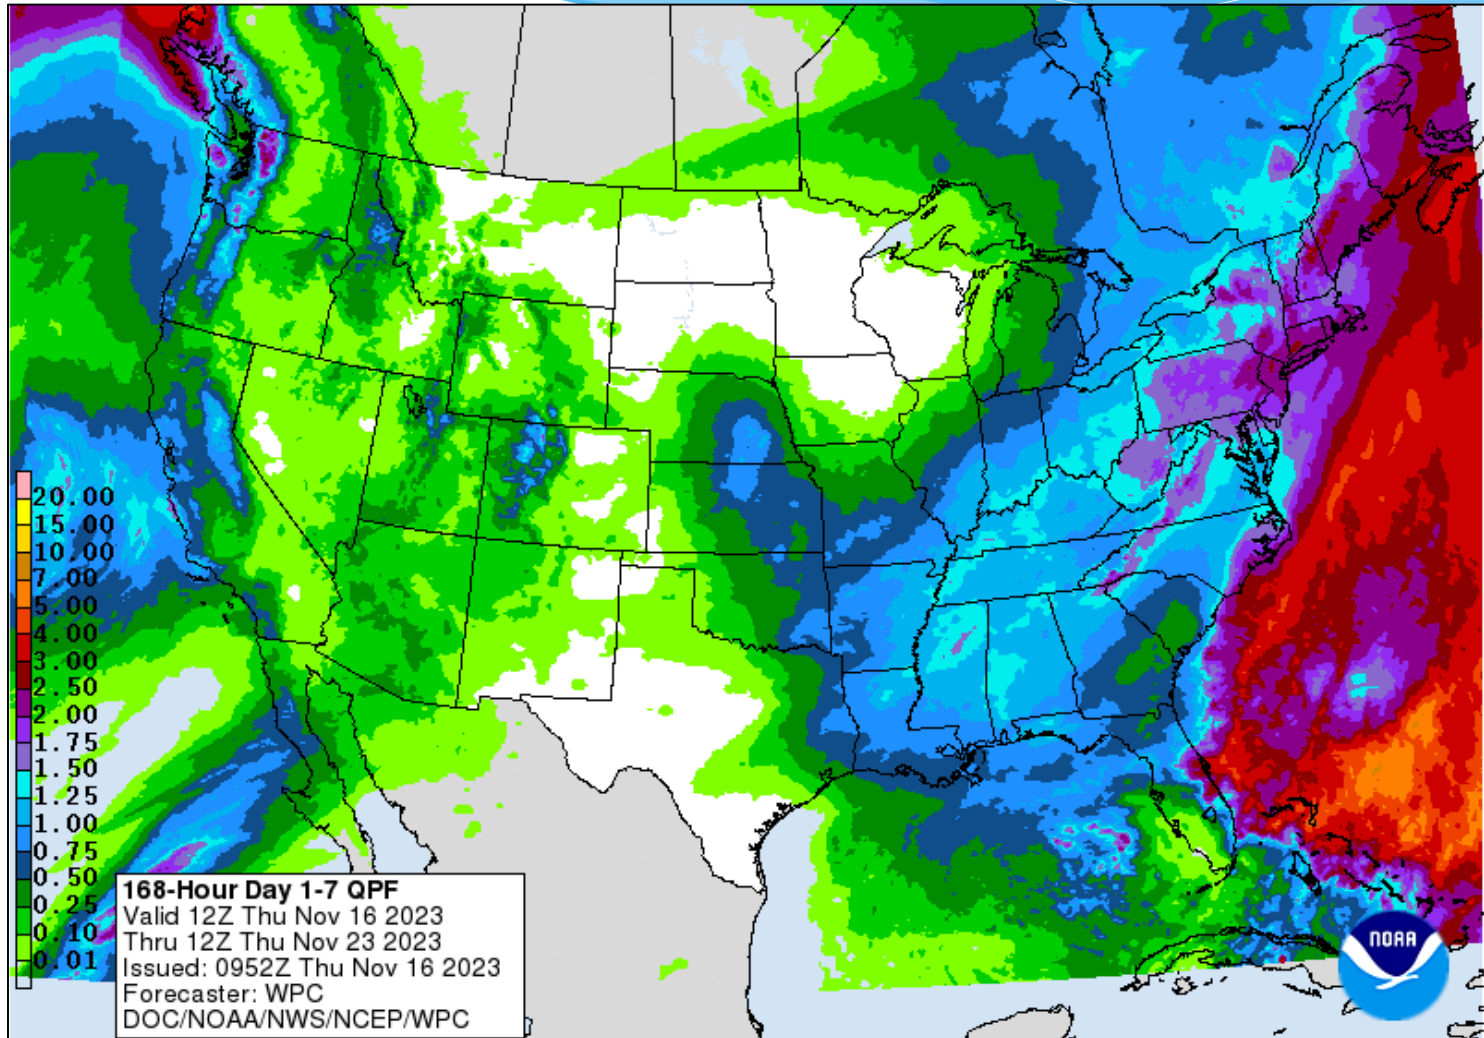 20.00
15.00
10.00
7.00
5.00
4.00
3.00
2.50
2.00
1.75
1.50
1.25
1.00
0.75
0.50
0.25
0.10
0.01
168-Hour Day 1-7 QPF
Valid 12Z Thu Nov 16 2023
Thru 12Z Thu Nov 23 2023
Issued: 0952Z Thu Nov 16 2023
Forecaster: WPC
DOC/NOAA/NWS/NCEP/WPC
NOAA